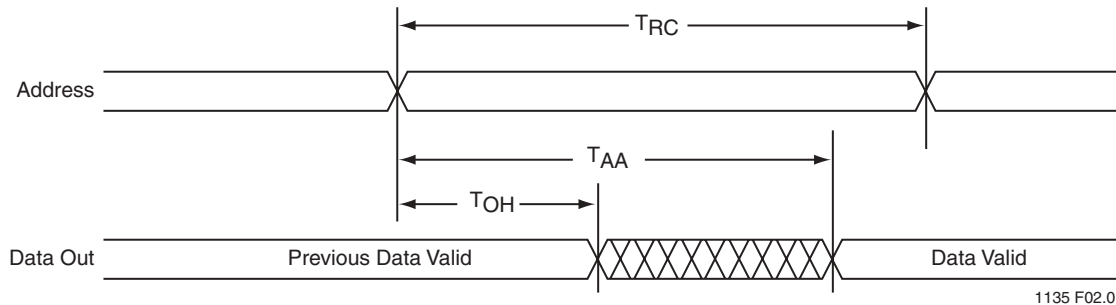 TRC
Address
TAA
TOH
Data Out Previous Data Valid Data Valid
1135 F02.0